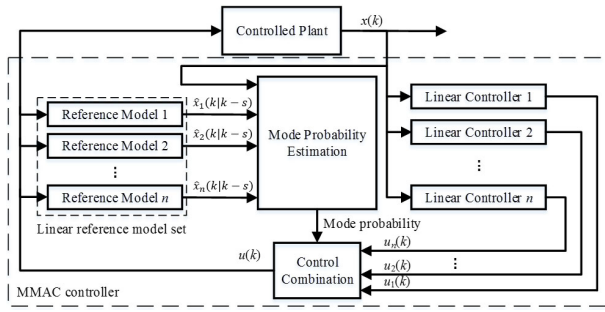 Controlled Plant
x(k)
Reference Model 1
Reference Model 2
⋮
Reference Model n
Linear reference model set
x̂₁(k|k − s)
x̂₂(k|k − s)
x̂ₙ(k|k − s)
Mode Probability
Estimation
Linear Controller 1
Linear Controller 2
⋮
Linear Controller n
Mode probability
u(k)
Control
Combination
uₙ(k)
u₂(k)
⋮
u₁(k)
MMAC controller